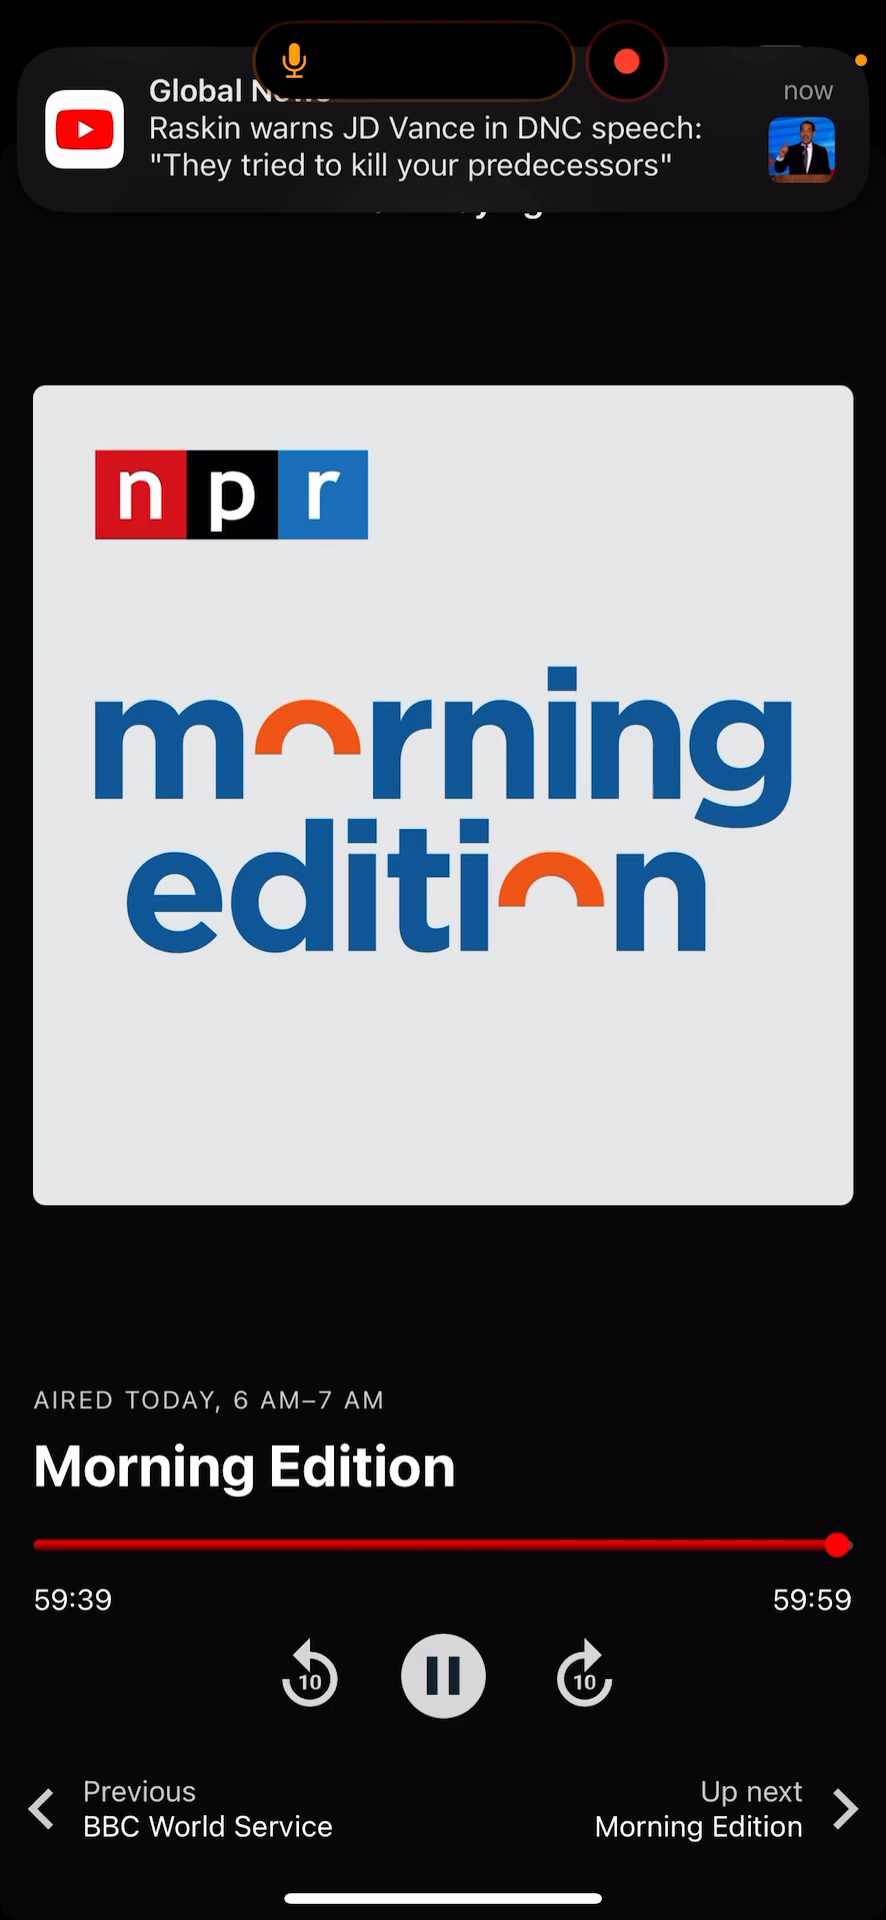 Global
now
Raskin warns JD Vance in DNC speech:
"They tried to kill your predecessors"
npr
morning
edition
AIRED TODAY, 6 AM–7 AM
Morning Edition
59:39
59:59
10
10
Previous
Up next
BBC World Service
Morning Edition